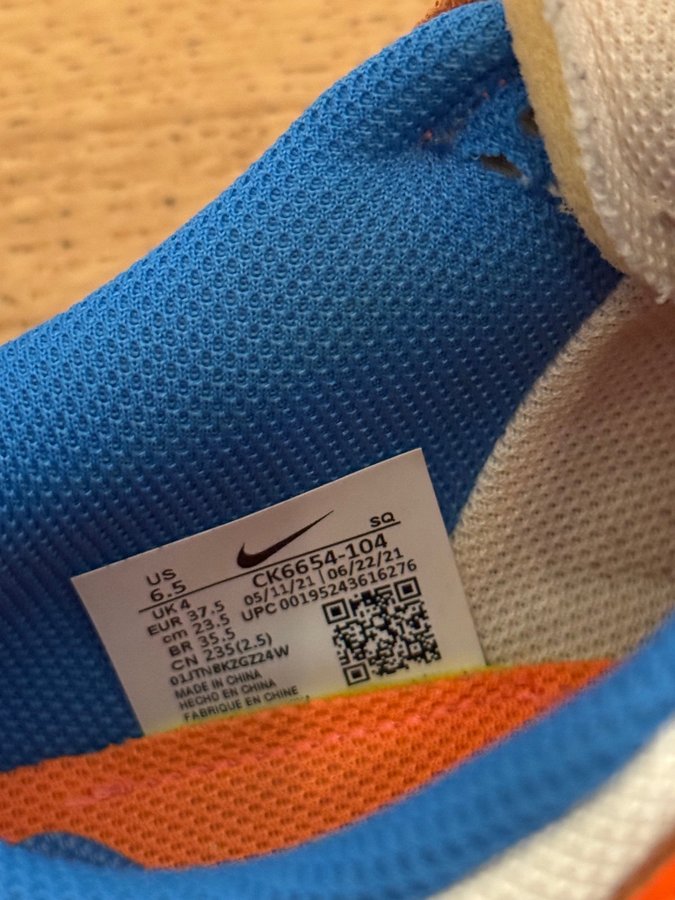 US
6.5
UK 4
EUR 37.5
cm 23.5
BR 35.5
CN 235(2.5)
01JTN8KZGZ24W
MADE IN CHINA
HECHO EN CHINA
FABRIQUE EN CHINE
SQ
CK6654-104
05/11/21 | 06/22/21
UPC 00195243616276